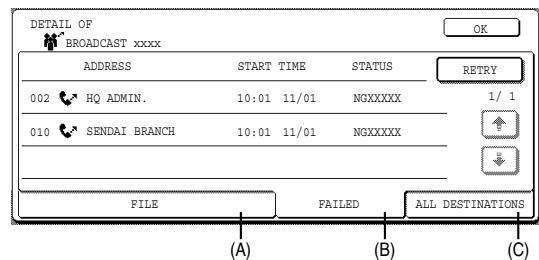 DETAIL OF
BROADCAST xxxx
OK
ADDRESS START TIME STATUS
RETRY
002 HQ ADMIN. 10:01 11/01 NGXXXXX
1/ 1
010 SENDAI BRANCH 10:01 11/01 NGXXXXX
FILE FAILED ALL DESTINATIONS
(A) (B) (C)